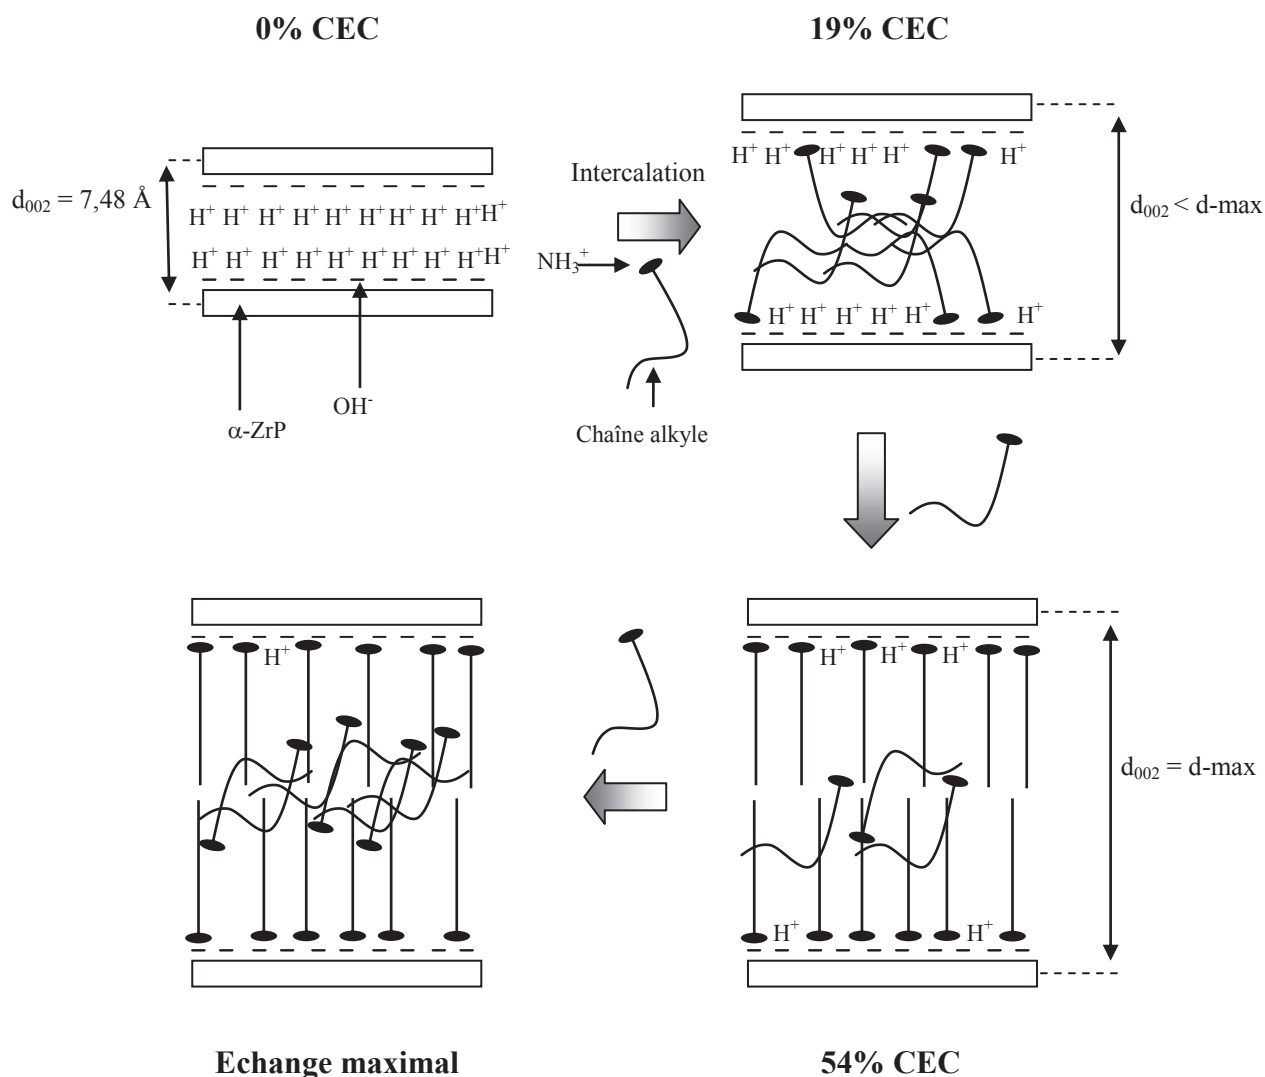 0% CEC
19% CEC
H⁺ H⁺ H⁺ H⁺ H⁺ H⁺
Intercalation
d₀₀₂ = 7,48 Å
d₀₀₂ < d-max
H⁺ H⁺ H⁺ H⁺ H⁺ H⁺ H⁺ H⁺ H⁺ H⁺
H⁺ H⁺ H⁺ H⁺ H⁺ H⁺ H⁺ H⁺ H⁺ H⁺
NH₃⁺
H⁺ H⁺ H⁺ H⁺ H⁺ H⁺
OH⁻
α-ZrP
Chaîne alkyle
H⁺
H⁺ H⁺ H⁺
d₀₀₂ = d-max
H⁺ H⁺
Echange maximal
54% CEC